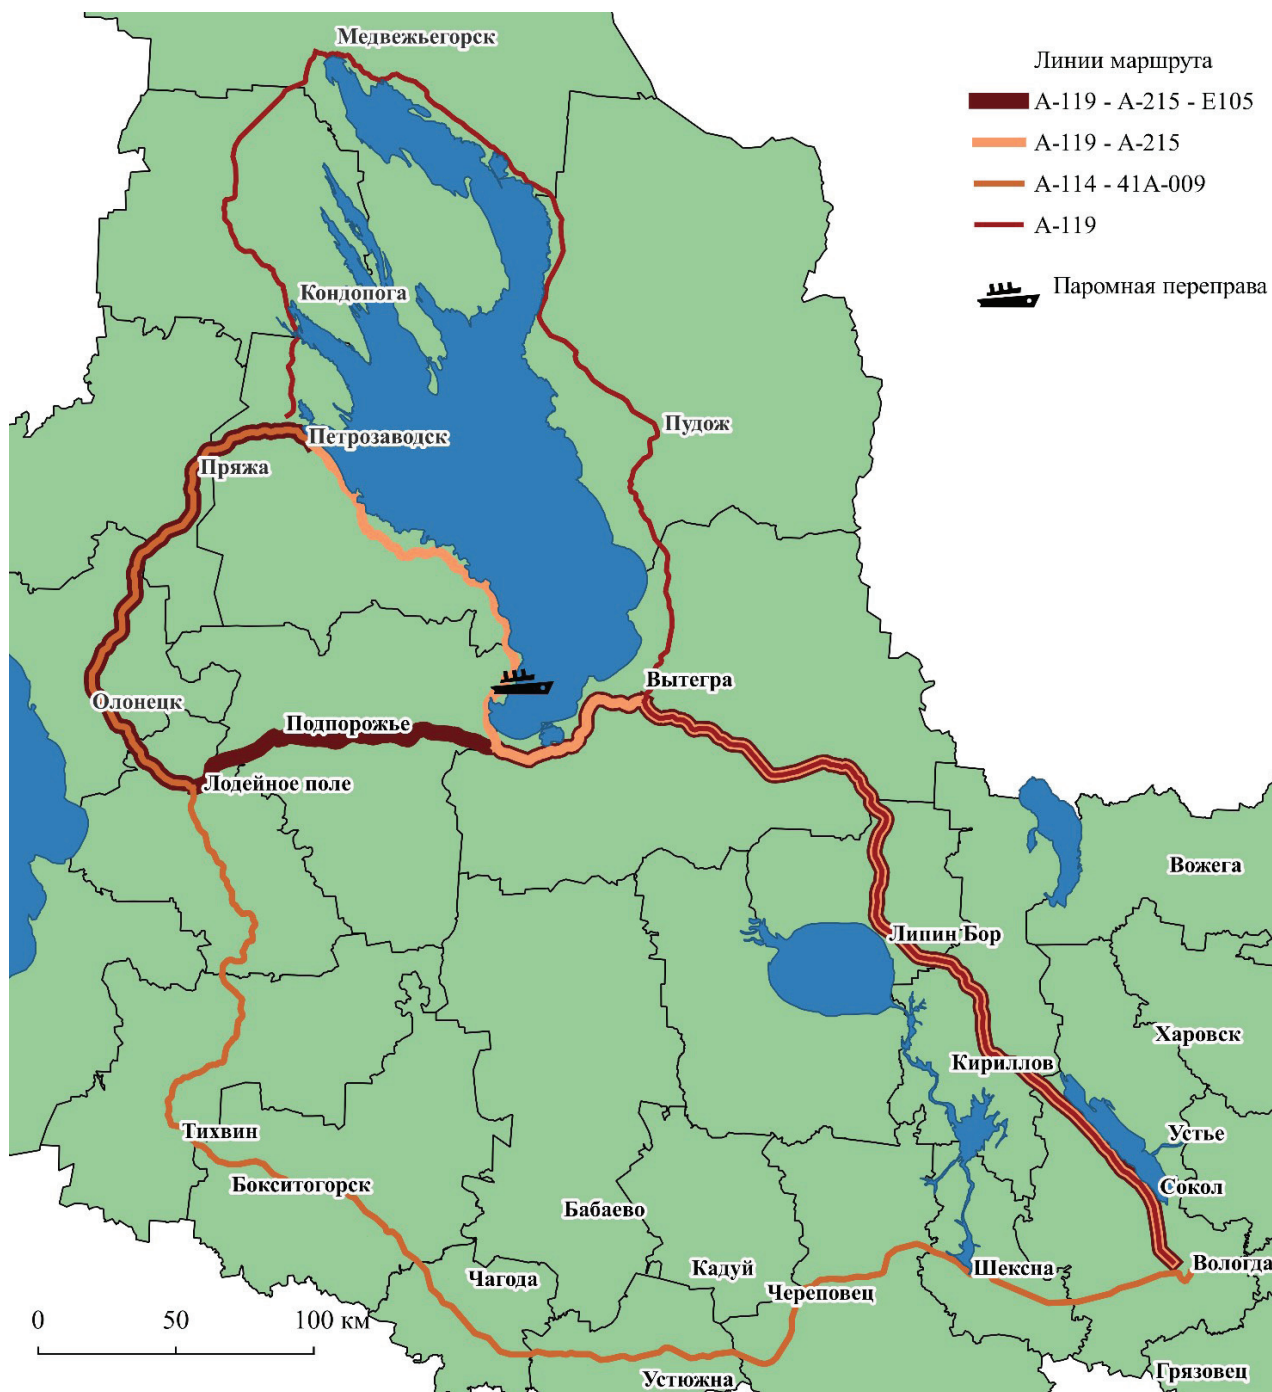 Медвежьегорск
Линии маршрута
А-119 - А-215 - Е105
А-119 - А-215
А-114 - 41А-009
А-119
Паромная переправа
Кондопога
Пудож
Петрозаводск
Пряжа
Вытегра
Олонецк
Подпорожье
Лодейное поле
Вожега
Липин Бор
Харовск
Кириллов
Тихвин
Устье
Бокситогорск
Сокол
Бабаево
Вологда
Шексна
Кадуй
Чагода
Череповец
0 50 100 км
Устюжна
Грязовец